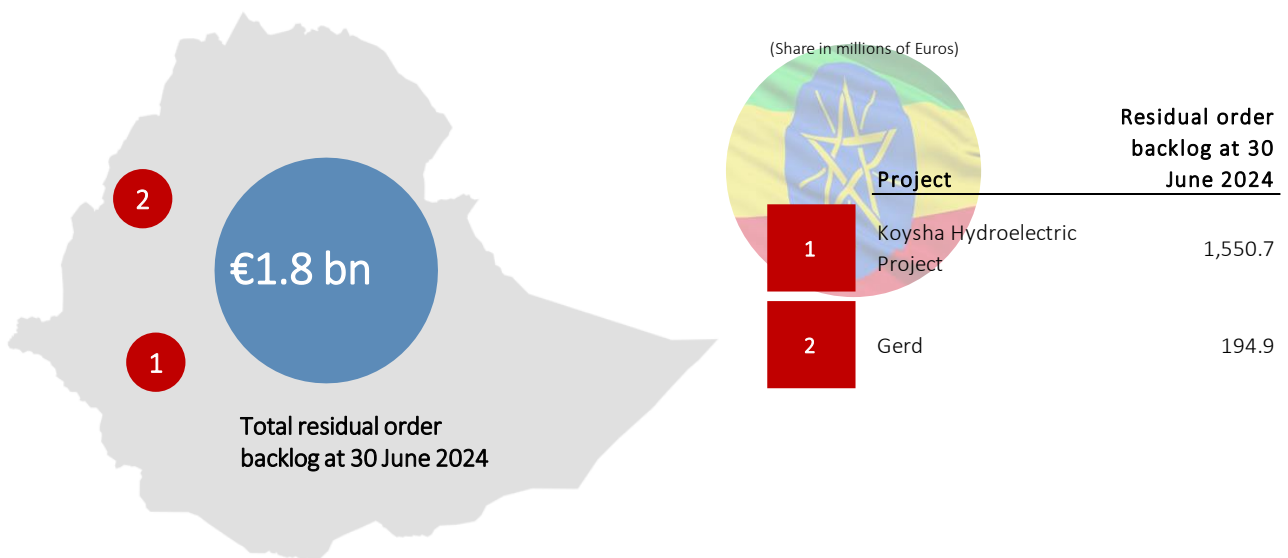 2
€1.8 bn
1
Total residual order
backlog at 30 June 2024
(Share in millions of Euros)
Project
Residual order
backlog at 30
June 2024
1
Koysha Hydroelectric
Project
1,550.7
2
Gerd
194.9